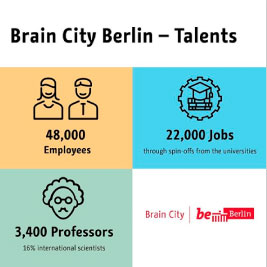 Brain City Berlin – Talents
48,000
Employees
22,000 Jobs
through spin-offs from the universities
3,400 Professors
16% international scientists
Brain City
be Berlin